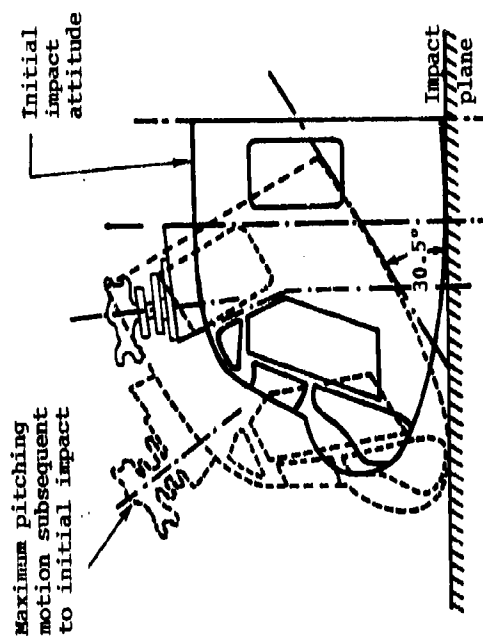 Initial
impact
attitude
Maximum pitching
motion subsequent
to initial impact
30.5°
Impact
plane